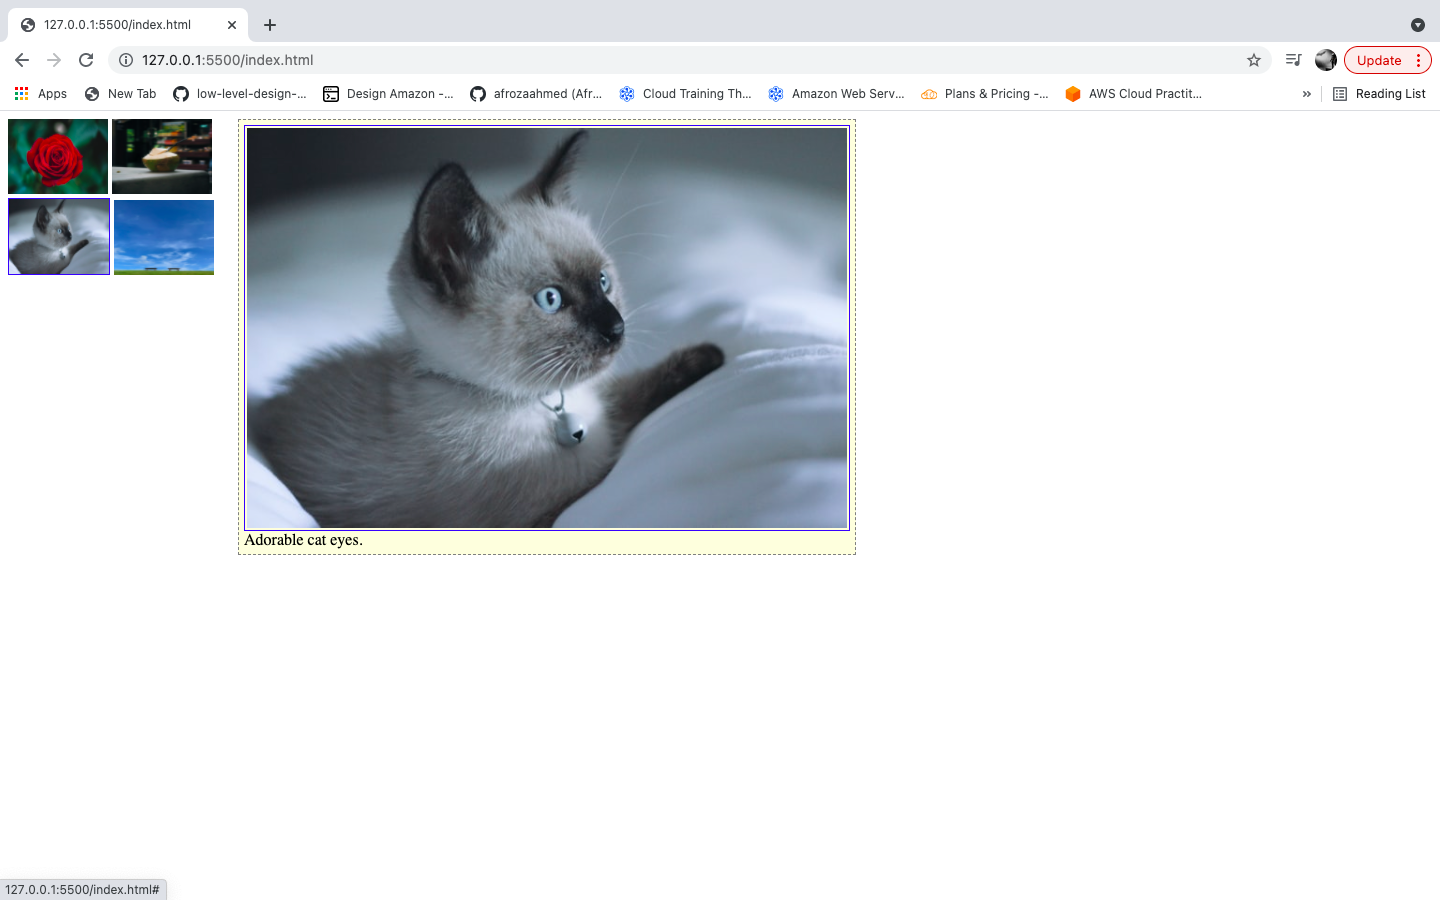 127.0.0.1:5500/index.html
127.0.0.1:5500/index.html
Update
Apps
New Tab
low-level-design-...
Design Amazon -...
afrozaahmed (Afr...
Cloud Training Th...
Amazon Web Serv...
Plans & Pricing -...
AWS Cloud Practit...
»
Reading List
Adorable cat eyes.
127.0.0.1:5500/index.html#